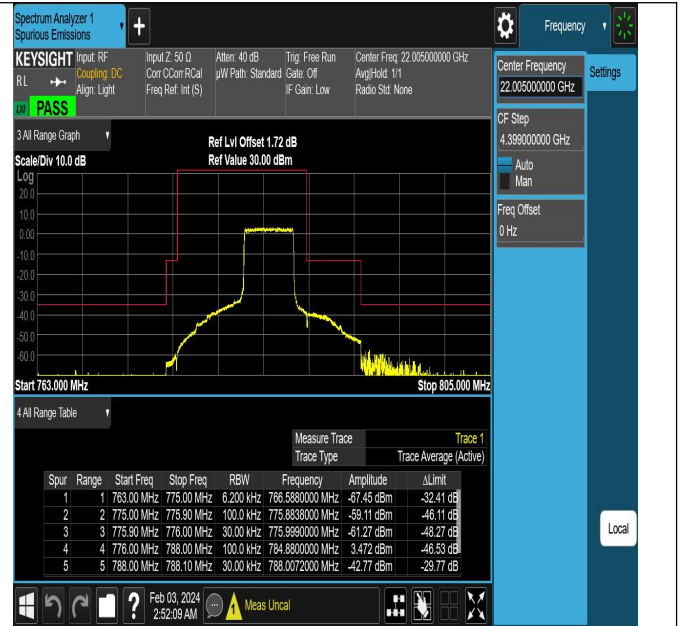 Spectrum Analyzer 1
Spurious Emissions
Frequency
KEYSIGHT Input: RF Input Z: 50 Ω Atten: 40 dB Trig: Free Run Center Freq: 22.005000000 GHz
RL Coupling: DC Corr CCorr RCal µW Path: Standard Gate: Off Avg|Hold: 1/1
Align: Light Freq Ref: Int (S) IF Gain: Low Radio Std: None
LXI PASS
Center Frequency
22.005000000 GHz
Settings
CF Step
4.399000000 GHz
Auto
Man
Freq Offset
0 Hz
Local
3 All Range Graph
Ref Lvl Offset 1.72 dB
Scale/Div 10.0 dB Ref Value 30.00 dBm
Log
20.0
10.0
0.00
-10.0
-20.0
-30.0
-40.0
-50.0
-60.0
Start 763.000 MHz Stop 805.000 MHz
4 All Range Table
Measure Trace Trace 1
Trace Type Trace Average (Active)
Spur Range Start Freq Stop Freq RBW Frequency Amplitude ΔLimit
1 1 763.00 MHz 775.00 MHz 6.200 kHz 766.5880000 MHz -67.45 dBm -32.41 dB
2 2 775.00 MHz 775.90 MHz 100.0 kHz 775.8838000 MHz -59.11 dBm -46.11 dB
3 3 775.90 MHz 776.00 MHz 30.00 kHz 775.9990000 MHz -61.27 dBm -48.27 dB
4 4 776.00 MHz 788.00 MHz 100.0 kHz 784.8800000 MHz 3.472 dBm -46.53 dB
5 5 788.00 MHz 788.10 MHz 30.00 kHz 788.0072000 MHz -42.77 dBm -29.77 dB
Feb 03, 2024
2:52:09 AM
Meas Uncal